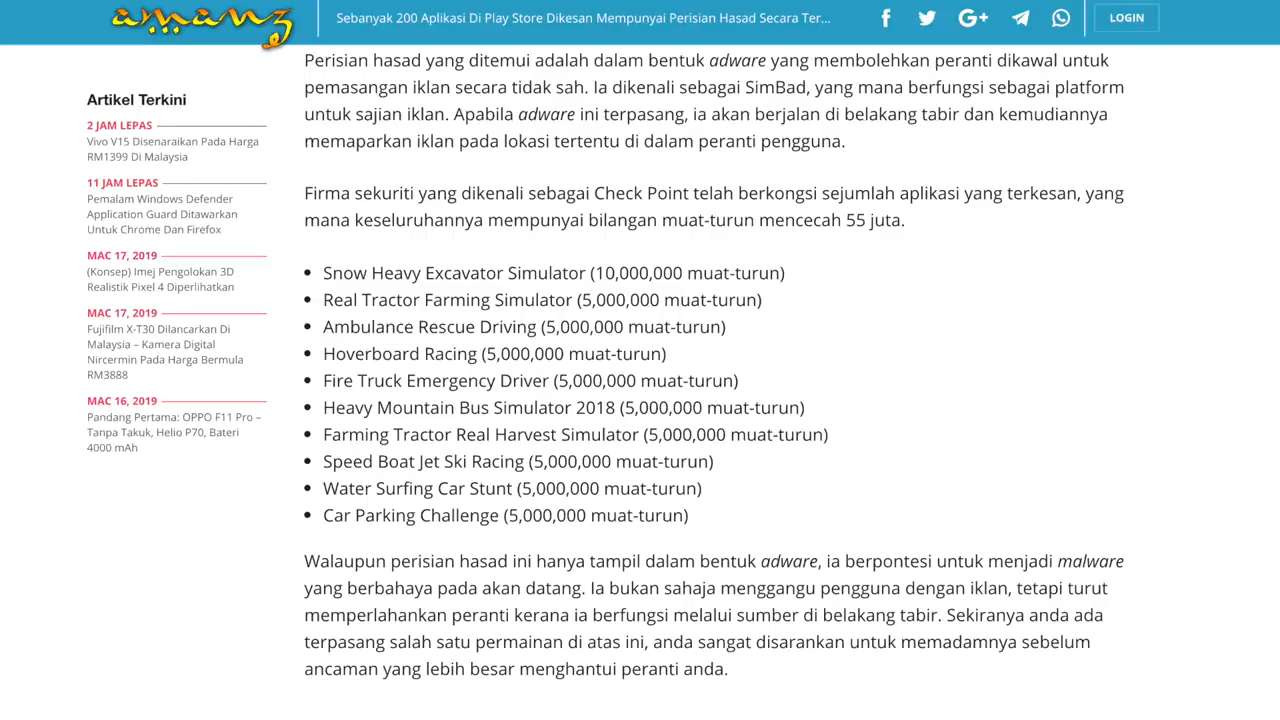 amanz
Sebanyak 200 Aplikasi Di Play Store Dikesan Mempunyai Perisian Hasad Secara Ter...
G+
LOGIN
Artikel Terkini
2 JAM LEPAS
Vivo V15 Disenaraikan Pada Harga
RM1399 Di Malaysia
11 JAM LEPAS
Pemalam Windows Defender
Application Guard Ditawarkan
Untuk Chrome Dan Firefox
MAC 17, 2019
(Konsep) Imej Pengolokan 3D
Realistik Pixel 4 Diperlihatkan
MAC 17, 2019
Fujifilm X-T30 Dilancarkan Di
Malaysia – Kamera Digital
Nircermin Pada Harga Bermula
RM3888
MAC 16, 2019
Pandang Pertama: OPPO F11 Pro –
Tanpa Takuk, Helio P70, Bateri
4000 mAh
Perisian hasad yang ditemui adalah dalam bentuk adware yang membolehkan peranti dikawal untuk
pemasangan iklan secara tidak sah. Ia dikenali sebagai SimBad, yang mana berfungsi sebagai platform
untuk sajian iklan. Apabila adware ini terpasang, ia akan berjalan di belakang tabir dan kemudiannya
memaparkan iklan pada lokasi tertentu di dalam peranti pengguna.
Firma sekuriti yang dikenali sebagai Check Point telah berkongsi sejumlah aplikasi yang terkesan, yang
mana keseluruhannya mempunyai bilangan muat-turun mencecah 55 juta.
• Snow Heavy Excavator Simulator (10,000,000 muat-turun)
• Real Tractor Farming Simulator (5,000,000 muat-turun)
• Ambulance Rescue Driving (5,000,000 muat-turun)
• Hoverboard Racing (5,000,000 muat-turun)
• Fire Truck Emergency Driver (5,000,000 muat-turun)
• Heavy Mountain Bus Simulator 2018 (5,000,000 muat-turun)
• Farming Tractor Real Harvest Simulator (5,000,000 muat-turun)
• Speed Boat Jet Ski Racing (5,000,000 muat-turun)
• Water Surfing Car Stunt (5,000,000 muat-turun)
• Car Parking Challenge (5,000,000 muat-turun)
Walaupun perisian hasad ini hanya tampil dalam bentuk adware, ia berpontesi untuk menjadi malware
yang berbahaya pada akan datang. Ia bukan sahaja menggangu pengguna dengan iklan, tetapi turut
memperlahankan peranti kerana ia berfungsi melalui sumber di belakang tabir. Sekiranya anda ada
terpasang salah satu permainan di atas ini, anda sangat disarankan untuk memadamnya sebelum
ancaman yang lebih besar menghantui peranti anda.